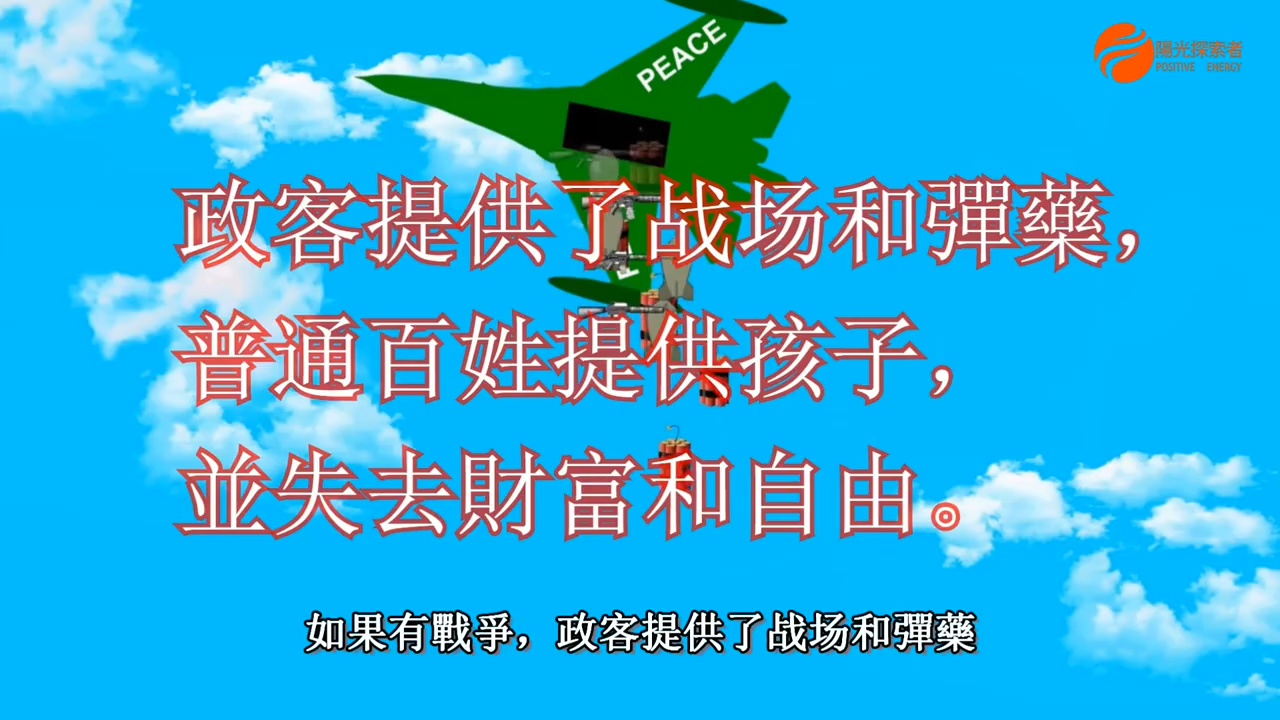 PEACE
陽光探索者
POSITIVE ENERGY
政客提供了战场和彈藥，
普通百姓提供孩子，
並失去財富和自由。
如果有戰爭，政客提供了战场和彈藥